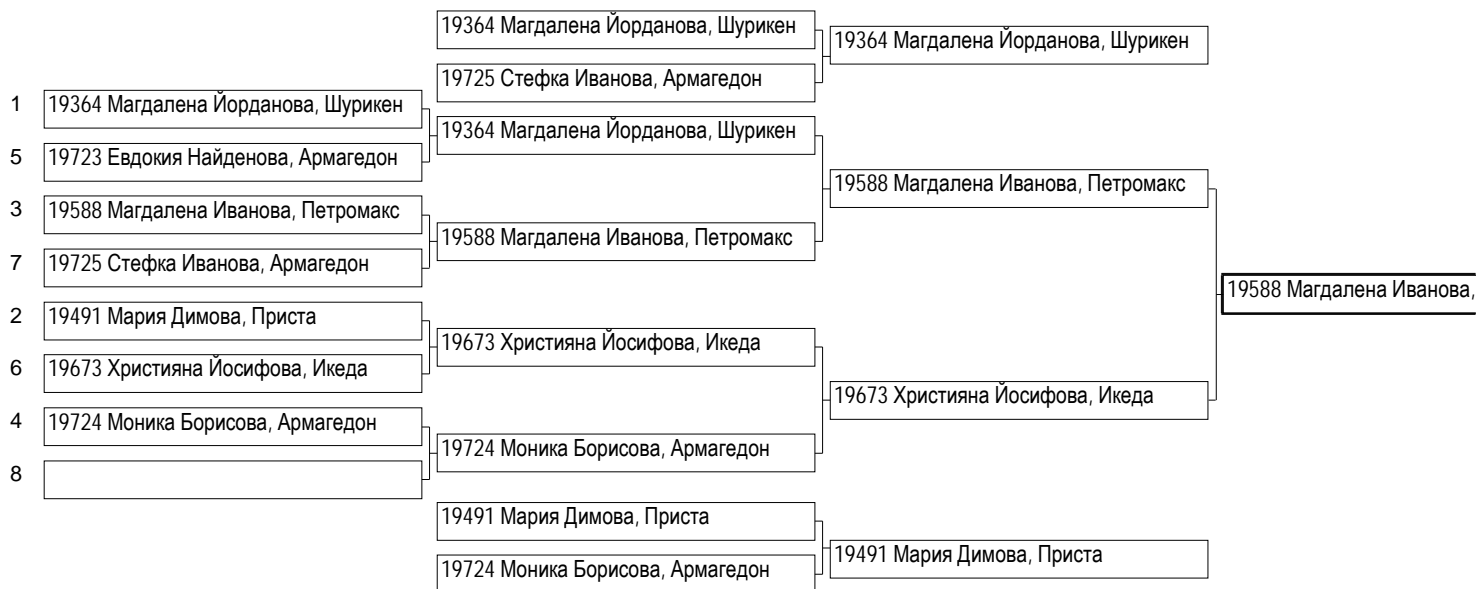 19364 Магдалена Йорданова, Шурикен
19725 Стефка Иванова, Армагедон
19364 Магдалена Йорданова, Шурикен
1 19364 Магдалена Йорданова, Шурикен
5 19723 Евдокия Найденова, Армагедон
3 19588 Магдалена Иванова, Петромакс
7 19725 Стефка Иванова, Армагедон
2 19491 Мария Димова, Приста
6 19673 Християна Йосифова, Икеда
4 19724 Моника Борисова, Армагедон
8
19364 Магдалена Йорданова, Шурикен
19588 Магдалена Иванова, Петромакс
19673 Християна Йосифова, Икеда
19724 Моника Борисова, Армагедон
19588 Магдалена Иванова, Петромакс
19673 Християна Йосифова, Икеда
19588 Магдалена Иванова,
19491 Мария Димова, Приста
19724 Моника Борисова, Армагедон
19491 Мария Димова, Приста